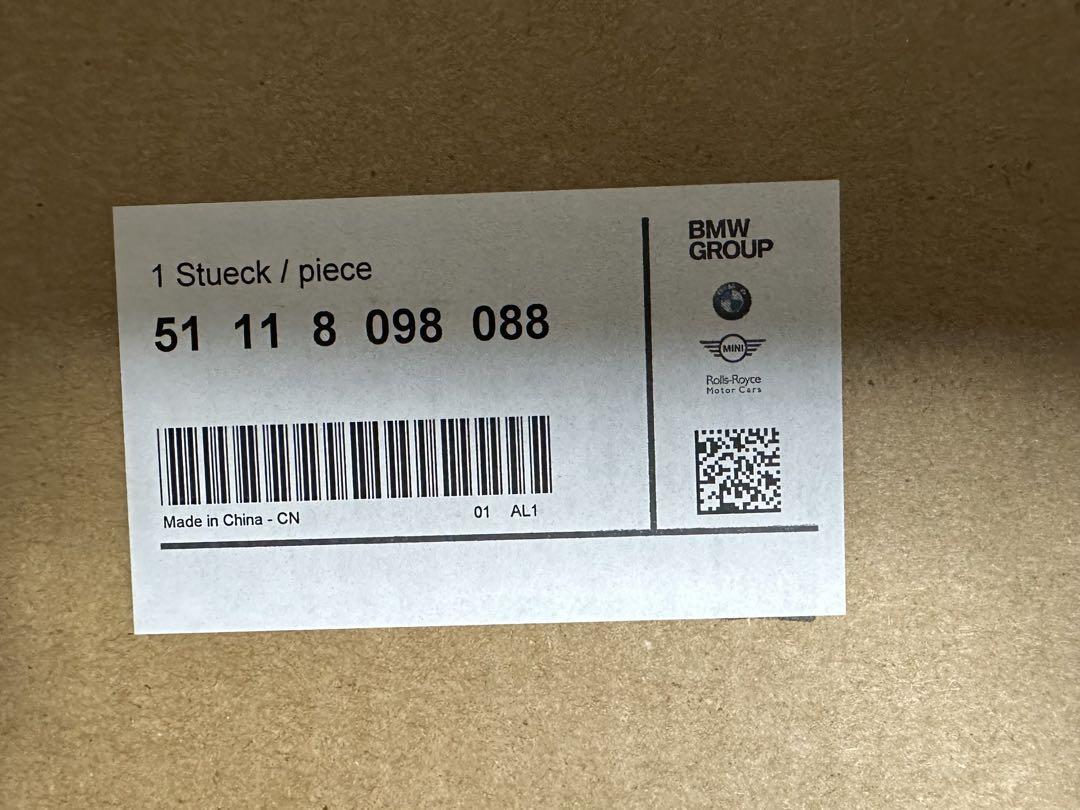 1 Stueck / piece
51 11 8 098 088
Made in China - CN
01 AL1
BMW
GROUP
MINI
Rolls-Royce
Motor Cars